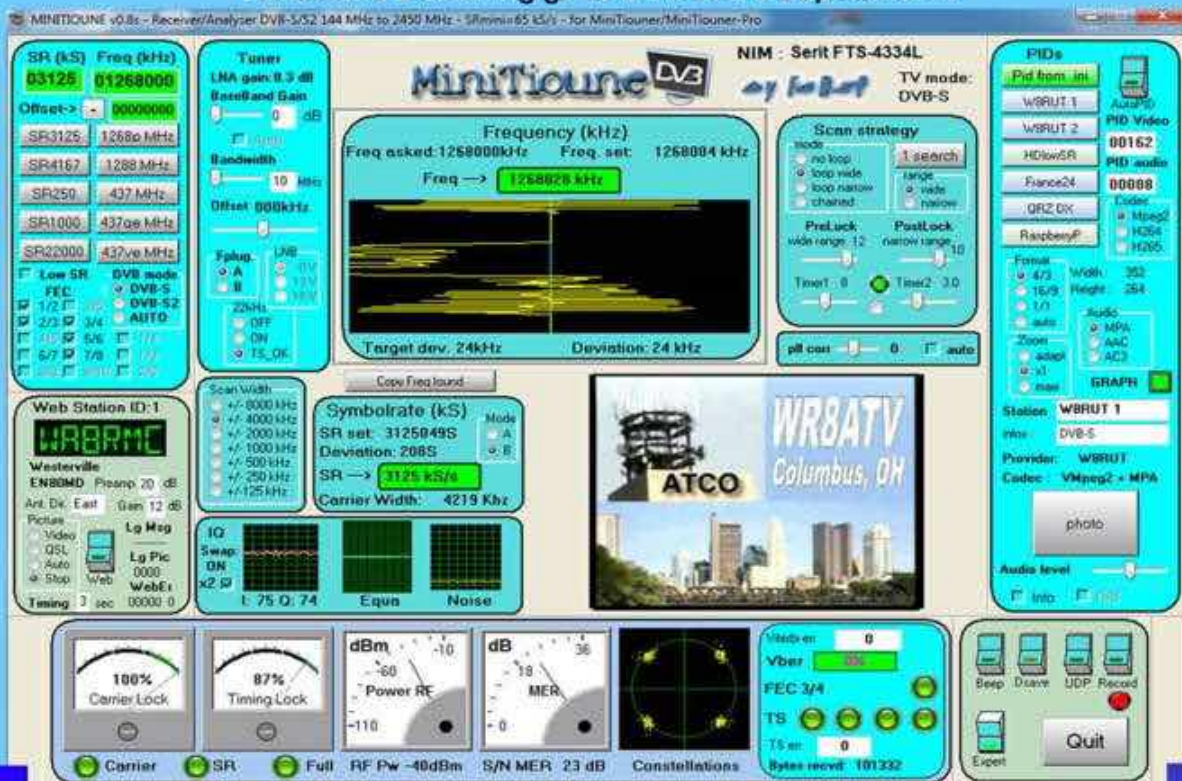 MINITIOUNE v0.8s - Receiver/Analyser DVB-S/S2 144 MHz to 2450 MHz - SRmini=65 kS/s - for MiniTiouner/MiniTiouner-Pro
SR (kS) Freq (kHz)
03125 01268000
Offset-> - 00000000
SR3125
SR4167 1288 MHz
SR250 437 MHz
SR1000
SR22000
Low SR DVB mode
FEC DVB-S
1/2 DVB-S2
2/3 3/4 AUTO
5/6
6/7 7/8
Tuner
LNA gain: 8.3 dB
BaseBand Gain
0 dB
Bandwidth
10 MHz
Offset 000kHz
Fplug.
A
B
LNB
22kHz
OFF
ON
TS_OK
MiniTioune DVB
NIM : Serit FTS-4334L
TV mode:
DVB-S
Frequency (kHz)
Freq asked:1268000kHz Freq. set: 1268004 kHz
Freq --> 1268028 kHz
Target dev. 24kHz Deviation: 24 kHz
Scan strategy
mode
no loop
loop wide
loop narrow
chained
1 search
range
wide
narrow
PreLock PostLock
wide range 12 narrow range 10
Timer1 8 Timer2 3.0
pll corr 0 auto
PIDs
Pid from .ini
W8RUT 1
W8RUT 2
HDlowSR
France24
QRZ DX
RaspberryP
AutoPID
PID Video
00162
PID audio
00088
Codec
Mpeg2
H264
H265
Format
4/3
16/9
1/1
auto
Width: 352
Height: 264
Audio
MPA
AAC
AC3
Zoom
adapt
x1
maxi
GRAPH
Station W8RUT 1
infos DVB-S
Provider: W8RUT
Codec : VMpeg2 + MPA
photo
Audio level
Info
Scan Width
+/- 8000 kHz
+/- 4000 kHz
+/- 2000 kHz
+/- 1000 kHz
+/- 500 kHz
+/- 250 kHz
+/-125 kHz
Copy Freq found
Symbolrate (kS)
SR set: 3125049S
Deviation: 208S
SR --> 3125 kS/s
Carrier Width: 4219 Khz
Mode
A
B
IQ
Swap
ON
x2
I: 75 Q: 74
Equa
Noise
WR8ATV
Columbus, OH
ATCO
Web Station ID:1
WA8RMC
Westerville
EN80MD Preamp 20 dB
Ant. Dir. East Gain 12 dB
Picture
Video
QSL
Auto
Stop
Web
Lg Msg
Lg Pic
0000
WebEr
00000 0
Timing 3 sec
100%
Carrier Lock
87%
Timing Lock
dBm -10
-60
Power RF
-110
dB 36
18
MER
0
Carrier SR Full RF Pw -40dBm S/N MER 23 dB Constellations
Viterbi err 0
Vber 0%
FEC 3/4
TS
TS err 0
Bytes recvd 101332
Beep Dsave UDP Record
Expert
Quit